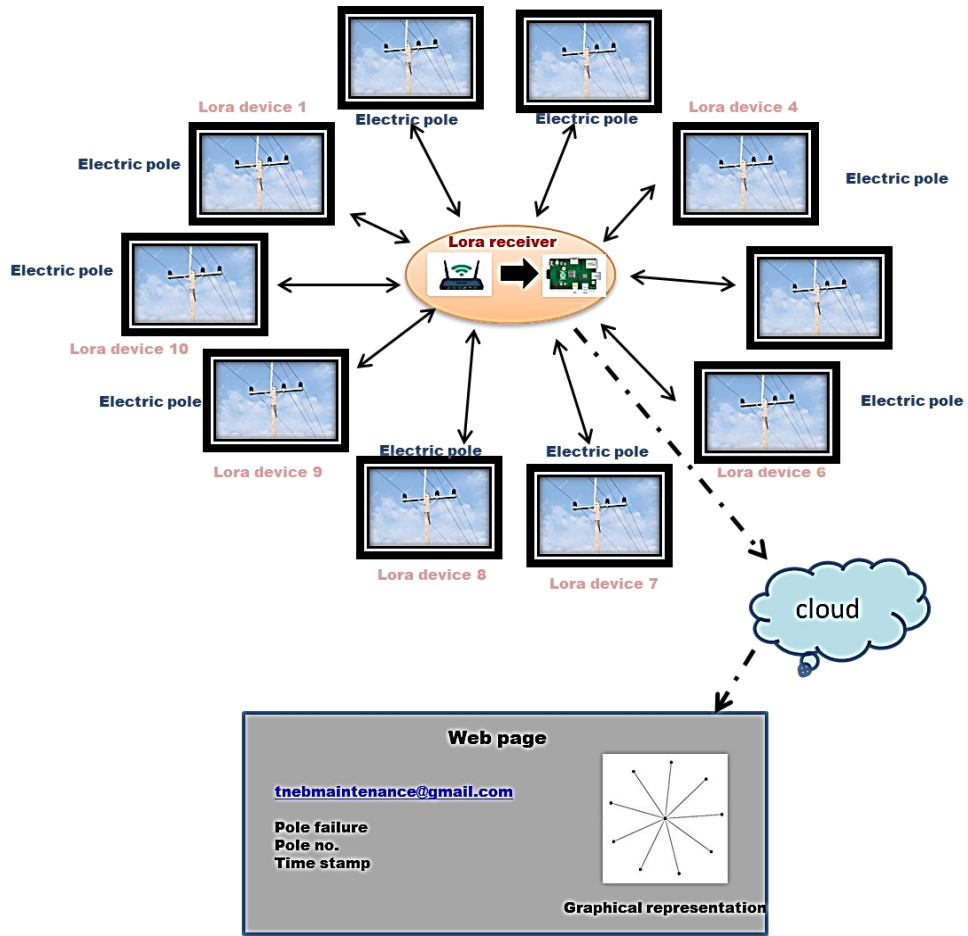 Lora device 1
Lora device 4
Electric pole
Electric pole
Electric pole
Electric pole
Lora receiver
Electric pole
Lora device 10
Electric pole
Electric pole
Lora device 9
Electric pole
Electric pole
Lora device 6
Lora device 8
Lora device 7
cloud
Web page
tnebmaintenance@gmail.com
Pole failure
Pole no.
Time stamp
Graphical representation